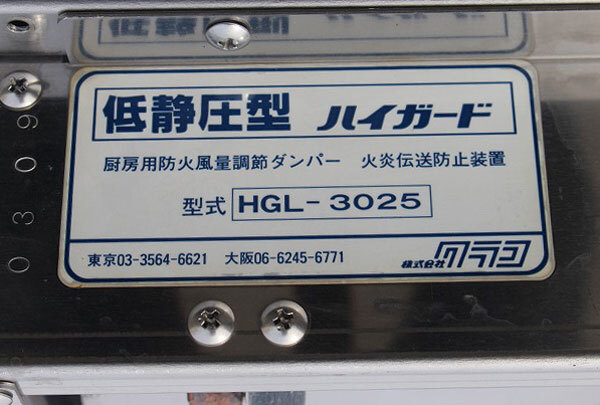 低静圧型 ハイガード
厨房用防火風量調節ダンパー 火炎伝送防止装置
型式 HGL-3025
東京03-3564-6621 大阪06-6245-6771
株式会社 クラコ
0309